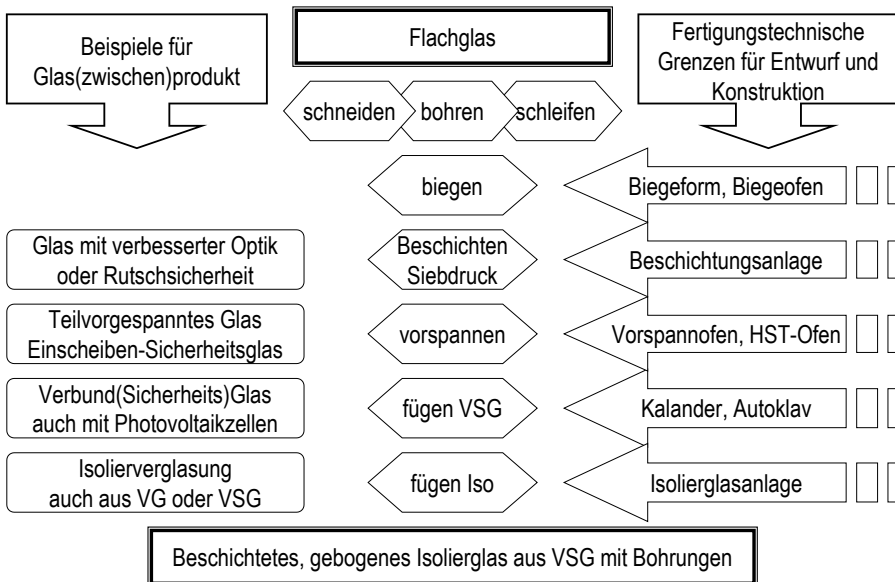 Beispiele für
Glas(zwischen)produkt
Flachglas
Fertigungstechnische
Grenzen für Entwurf und
Konstruktion
schneiden
bohren
schleifen
biegen
Biegeform, Biegeofen
Glas mit verbesserter Optik
oder Rutschsicherheit
Beschichten
Siebdruck
Beschichtungsanlage
Teilvorgespanntes Glas
Einscheiben-Sicherheitsglas
vorspannen
Vorspannofen, HST-Ofen
Verbund(Sicherheits)Glas
auch mit Photovoltaikzellen
fügen VSG
Kalander, Autoklav
Isolierverglasung
auch aus VG oder VSG
fügen Iso
Isolierglasanlage
Beschichtetes, gebogenes Isolierglas aus VSG mit Bohrungen